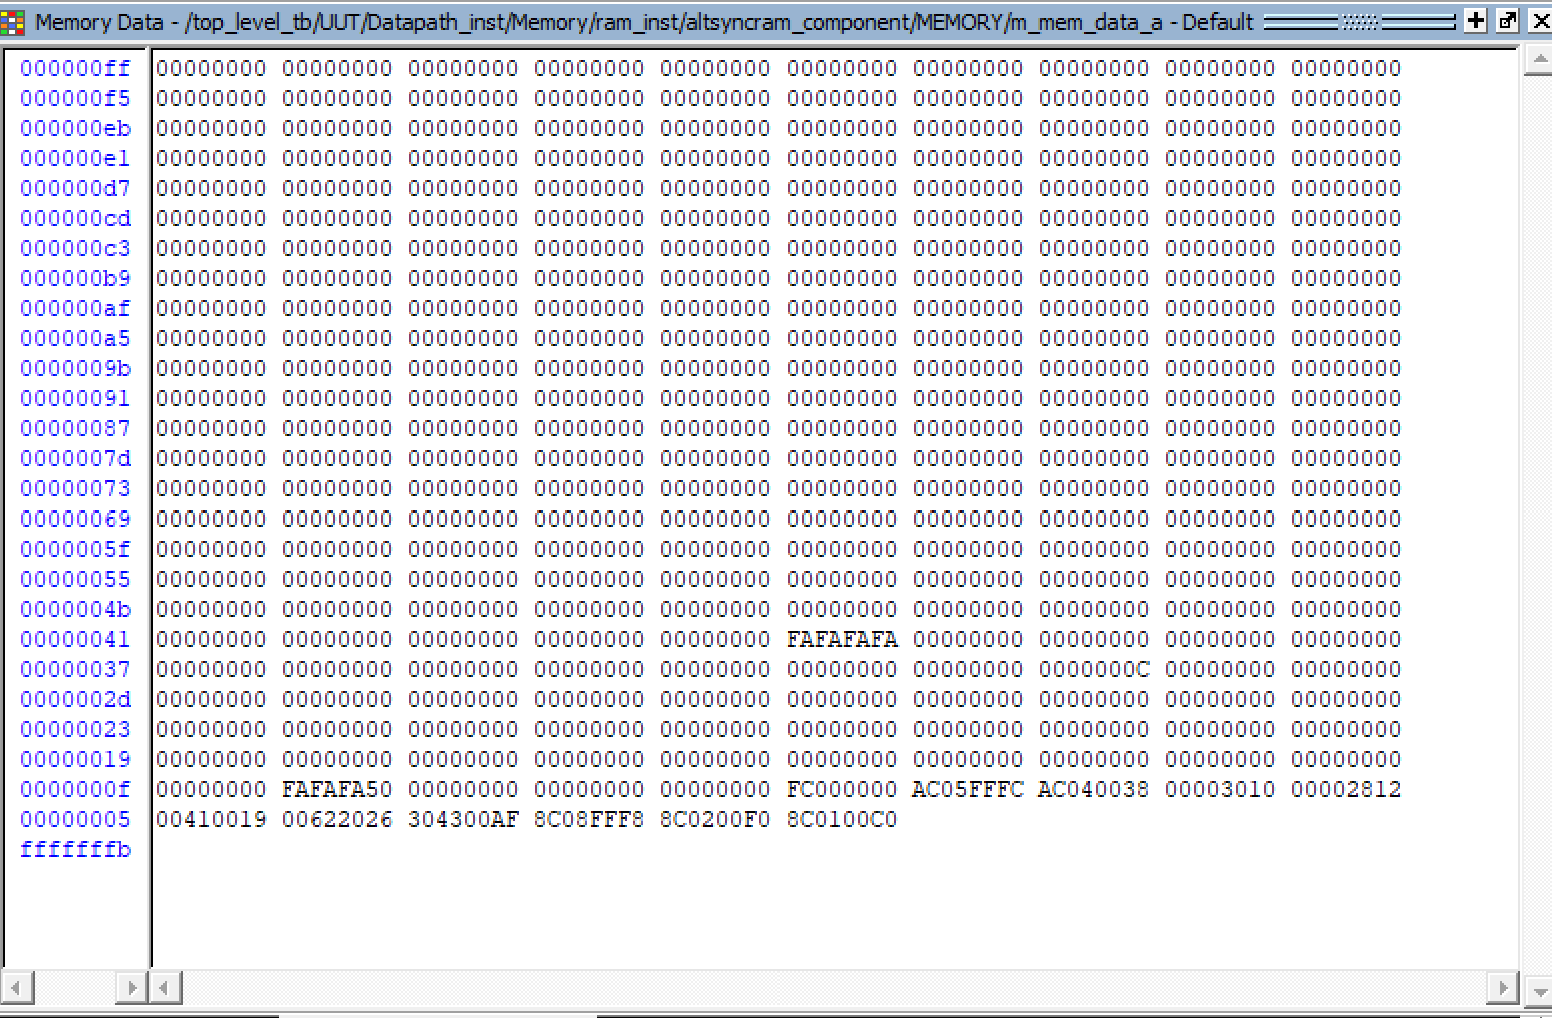 Memory Data - /top_level_tb/UUT/Datapath_inst/Memory/ram_inst/altsyncram_component/MEMORY/m_mem_data_a - Default
000000ff 00000000 00000000 00000000 00000000 00000000 00000000 00000000 00000000 00000000 00000000
000000f5 00000000 00000000 00000000 00000000 00000000 00000000 00000000 00000000 00000000 00000000
000000eb 00000000 00000000 00000000 00000000 00000000 00000000 00000000 00000000 00000000 00000000
000000e1 00000000 00000000 00000000 00000000 00000000 00000000 00000000 00000000 00000000 00000000
000000d7 00000000 00000000 00000000 00000000 00000000 00000000 00000000 00000000 00000000 00000000
000000cd 00000000 00000000 00000000 00000000 00000000 00000000 00000000 00000000 00000000 00000000
000000c3 00000000 00000000 00000000 00000000 00000000 00000000 00000000 00000000 00000000 00000000
000000b9 00000000 00000000 00000000 00000000 00000000 00000000 00000000 00000000 00000000 00000000
000000af 00000000 00000000 00000000 00000000 00000000 00000000 00000000 00000000 00000000 00000000
000000a5 00000000 00000000 00000000 00000000 00000000 00000000 00000000 00000000 00000000 00000000
0000009b 00000000 00000000 00000000 00000000 00000000 00000000 00000000 00000000 00000000 00000000
00000091 00000000 00000000 00000000 00000000 00000000 00000000 00000000 00000000 00000000 00000000
00000087 00000000 00000000 00000000 00000000 00000000 00000000 00000000 00000000 00000000 00000000
0000007d 00000000 00000000 00000000 00000000 00000000 00000000 00000000 00000000 00000000 00000000
00000073 00000000 00000000 00000000 00000000 00000000 00000000 00000000 00000000 00000000 00000000
00000069 00000000 00000000 00000000 00000000 00000000 00000000 00000000 00000000 00000000 00000000
0000005f 00000000 00000000 00000000 00000000 00000000 00000000 00000000 00000000 00000000 00000000
00000055 00000000 00000000 00000000 00000000 00000000 00000000 00000000 00000000 00000000 00000000
0000004b 00000000 00000000 00000000 00000000 00000000 00000000 00000000 00000000 00000000 00000000
00000041 00000000 00000000 00000000 00000000 00000000 FAFAFAFA 00000000 00000000 00000000 00000000
00000037 00000000 00000000 00000000 00000000 00000000 00000000 00000000 0000000C 00000000 00000000
0000002d 00000000 00000000 00000000 00000000 00000000 00000000 00000000 00000000 00000000 00000000
00000023 00000000 00000000 00000000 00000000 00000000 00000000 00000000 00000000 00000000 00000000
00000019 00000000 00000000 00000000 00000000 00000000 00000000 00000000 00000000 00000000 00000000
0000000f 00000000 FAFAFA50 00000000 00000000 00000000 FC000000 AC05FFFC AC040038 00003010 00002812
00000005 00410019 00622026 304300AF 8C08FFF8 8C0200F0 8C0100C0
fffffffb